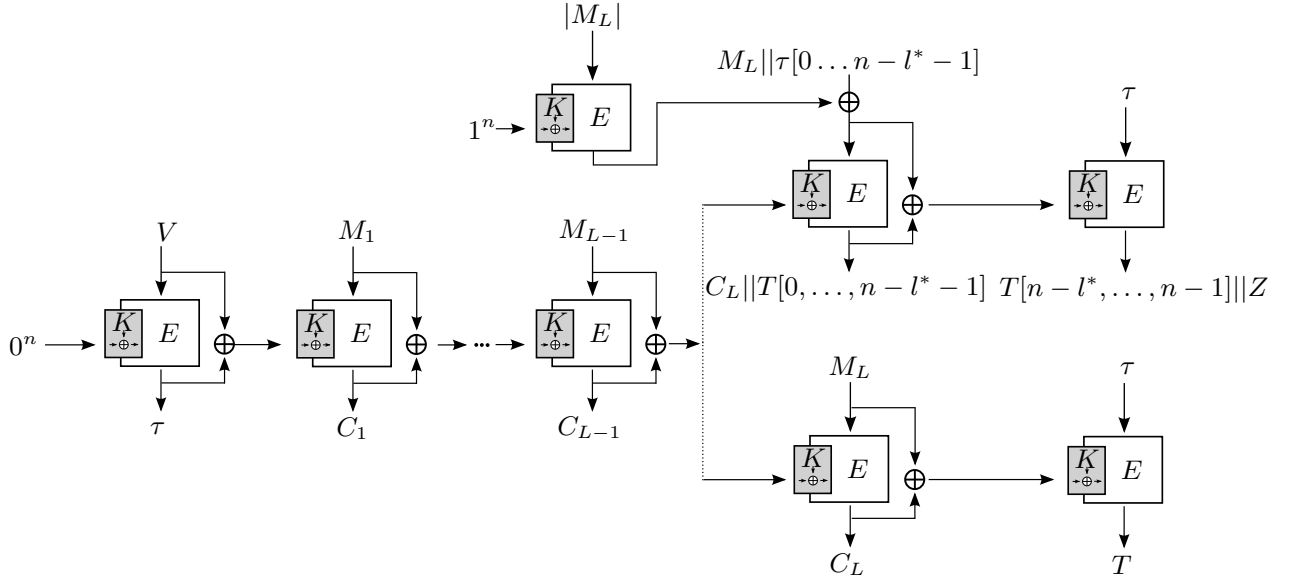 |M_L|
M_L||τ[0 … n − l* − 1]
τ
1^n
K
E
K
E
K
E
V
M_1
M_{L−1}
C_L||T[0, …, n − l* − 1]
T[n − l*, …, n − 1]||Z
0^n
K
E
K
E
...
K
E
M_L
τ
τ
C_1
C_{L−1}
K
E
K
E
C_L
T